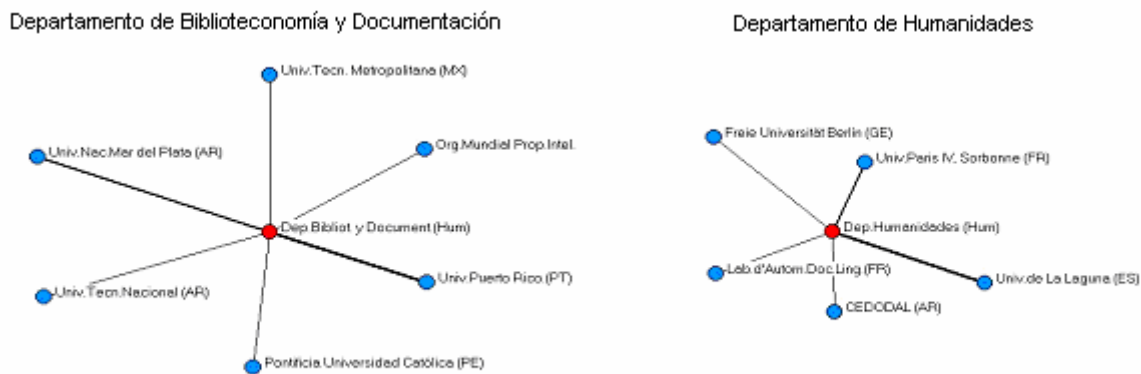 Departamento de Biblioteconomía y Documentación
Univ.Tecn. Metropolitana (MX)
Univ.Nac.Mar del Plata (AR)
Org.Mundial Prop.Intel.
Dep.Bibliot y Document (Hum)
Univ.Tecn.Nacional (AR)
Univ.Puerto Rico (PT)
Pontificia Universidad Católica (PE)
Departamento de Humanidades
Freie Universität Berlin (GE)
Univ.Paris IV, Sorbonne (FR)
Dep.Humanidades (Hum)
Lab.d'Autom.Doc.Ling (FR)
Univ.de La Laguna (ES)
CEDODAL (AR)